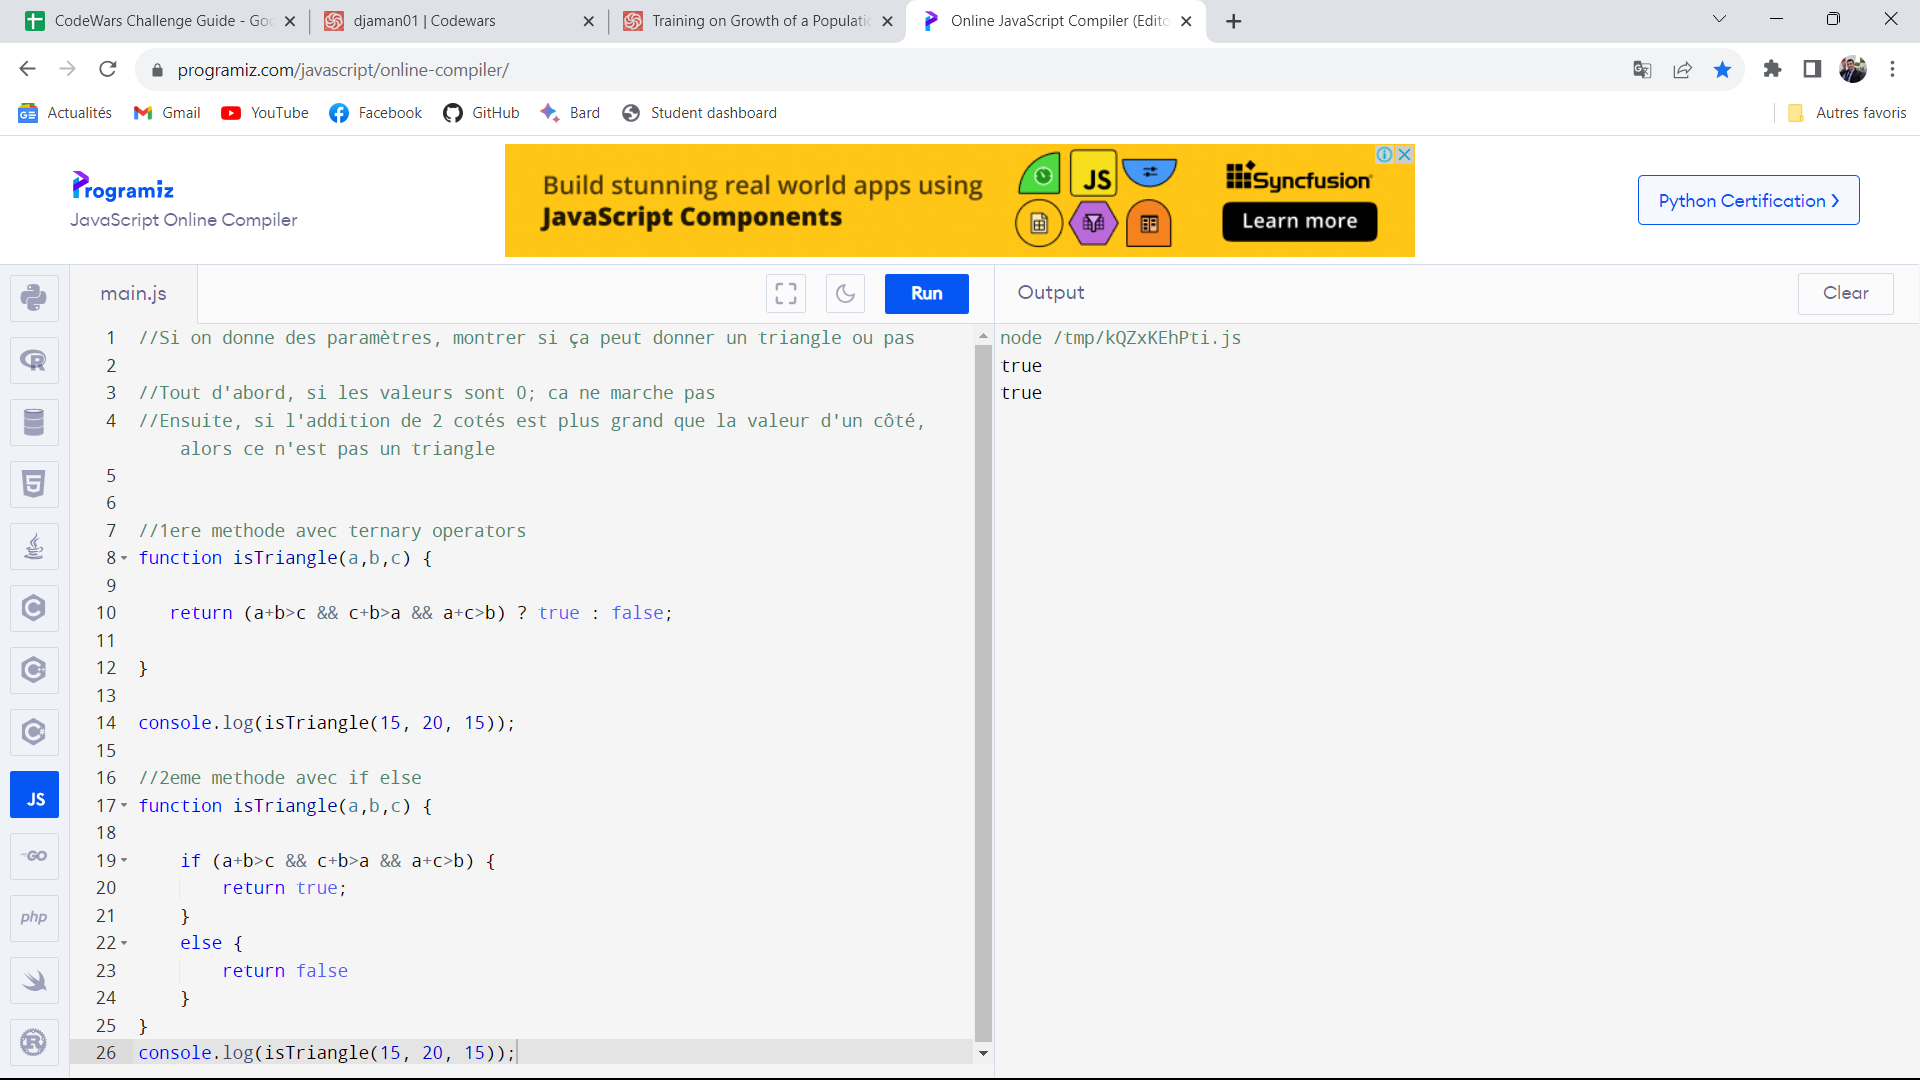 CodeWars Challenge Guide - Goo
djaman01 | Codewars
Training on Growth of a Populatio
Online JavaScript Compiler (Edito
programiz.com/javascript/online-compiler/
Actualités
Gmail
YouTube
Facebook
GitHub
Bard
Student dashboard
Autres favoris
Programiz
JavaScript Online Compiler
Build stunning real world apps using
JavaScript Components
JS
Syncfusion
Learn more
Python Certification >
main.js
Run
Output
Clear
1 //Si on donne des paramètres, montrer si ça peut donner un triangle ou pas
2
3 //Tout d'abord, si les valeurs sont 0; ca ne marche pas
4 //Ensuite, si l'addition de 2 cotés est plus grand que la valeur d'un côté,
alors ce n'est pas un triangle
5
6
7 //1ere methode avec ternary operators
8 function isTriangle(a,b,c) {
9
10 return (a+b>c && c+b>a && a+c>b) ? true : false;
11
12 }
13
14 console.log(isTriangle(15, 20, 15));
15
16 //2eme methode avec if else
17 function isTriangle(a,b,c) {
18
19 if (a+b>c && c+b>a && a+c>b) {
20 return true;
21 }
22 else {
23 return false
24 }
25 }
26 console.log(isTriangle(15, 20, 15));
node /tmp/kQZxKEhPti.js
true
true
R
5
C
C
C
JS
GO
php
R